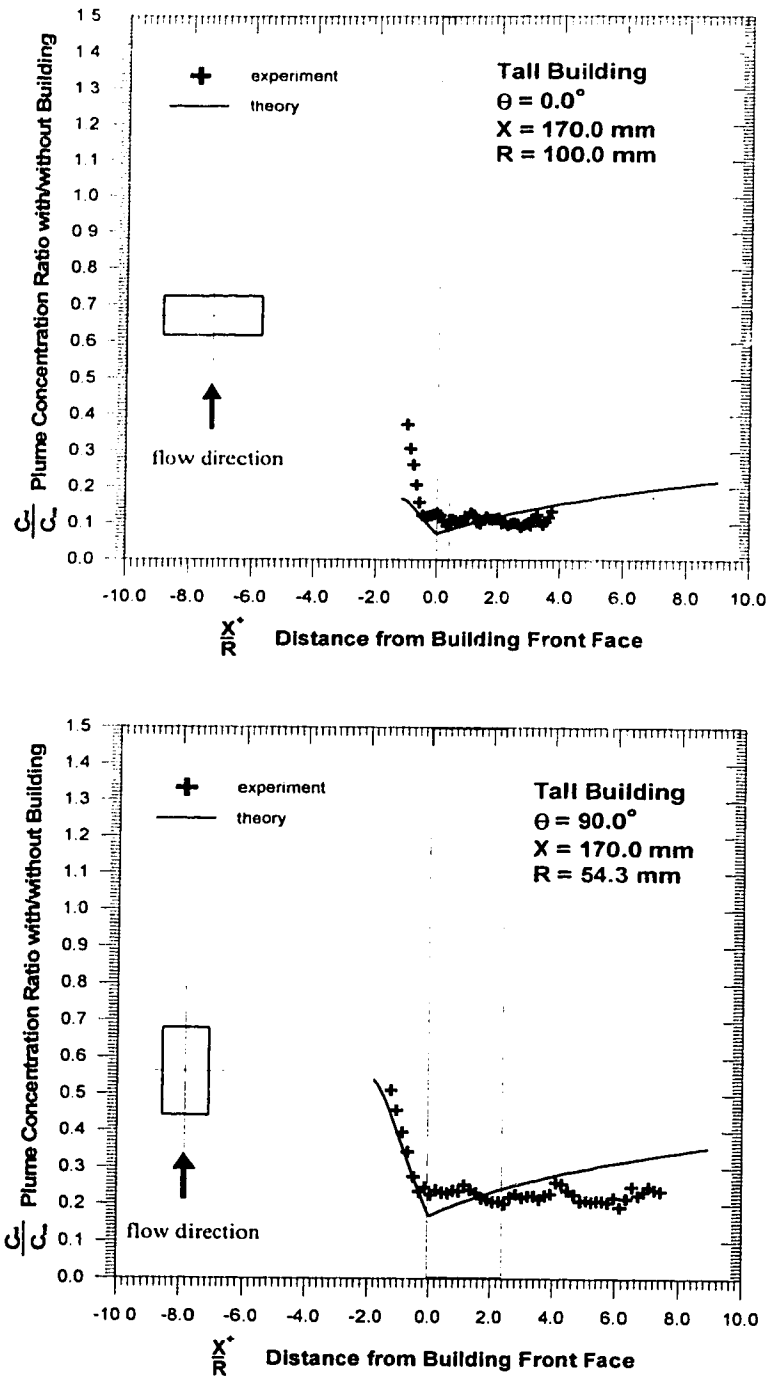 1.5
1.4
1.3
1.2
1.1
1.0
0.9
0.8
0.7
0.6
0.5
0.4
0.3
0.2
0.1
0.0
Plume Concentration Ratio with/without Building
experiment
theory
Tall Building
Θ = 0.0°
X = 170.0 mm
R = 100.0 mm
flow direction
-10.0 -8.0 -6.0 -4.0 -2.0 0.0 2.0 4.0 6.0 8.0 10.0
X⁺
R
Distance from Building Front Face
1.5
1.4
1.3
1.2
1.1
1.0
0.9
0.8
0.7
0.6
0.5
0.4
0.3
0.2
0.1
0.0
Plume Concentration Ratio with/without Building
experiment
theory
Tall Building
Θ = 90.0°
X = 170.0 mm
R = 54.3 mm
flow direction
-10.0 -8.0 -6.0 -4.0 -2.0 0.0 2.0 4.0 6.0 8.0 10.0
X⁺
R
Distance from Building Front Face